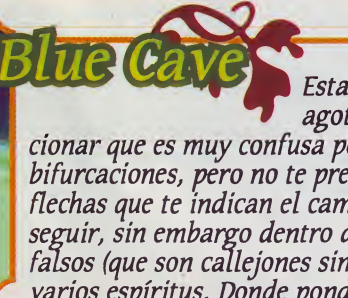 Blue Cave
Esta
agot
cionar que es muy confusa p
bifurcaciones, pero no te pre
flechas que te indican el cam
seguir, sin embargo dentro d
falsos (que son callejones sin
varios espíritus. Donde pond